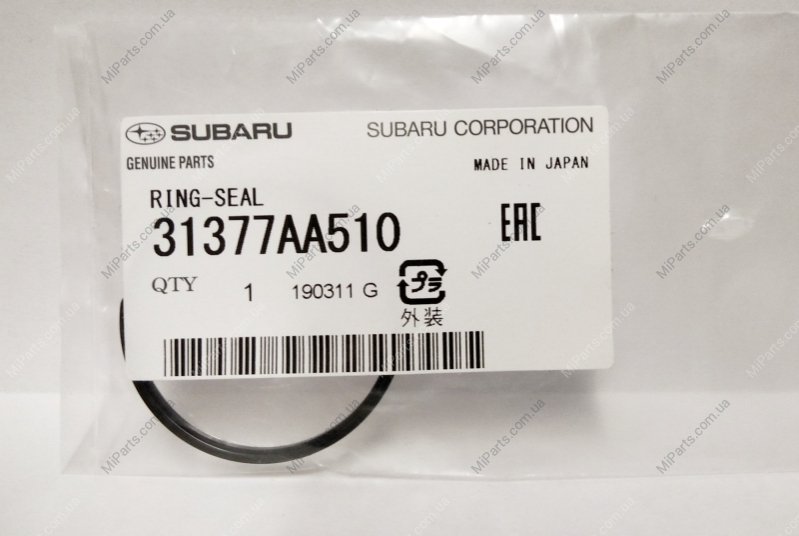 SUBARU SUBARU CORPORATION
GENUINE PARTS MADE IN JAPAN
RING-SEAL
31377AA510 EAC
QTY 1 190311 G プラ
外装
MiParts.com.ua